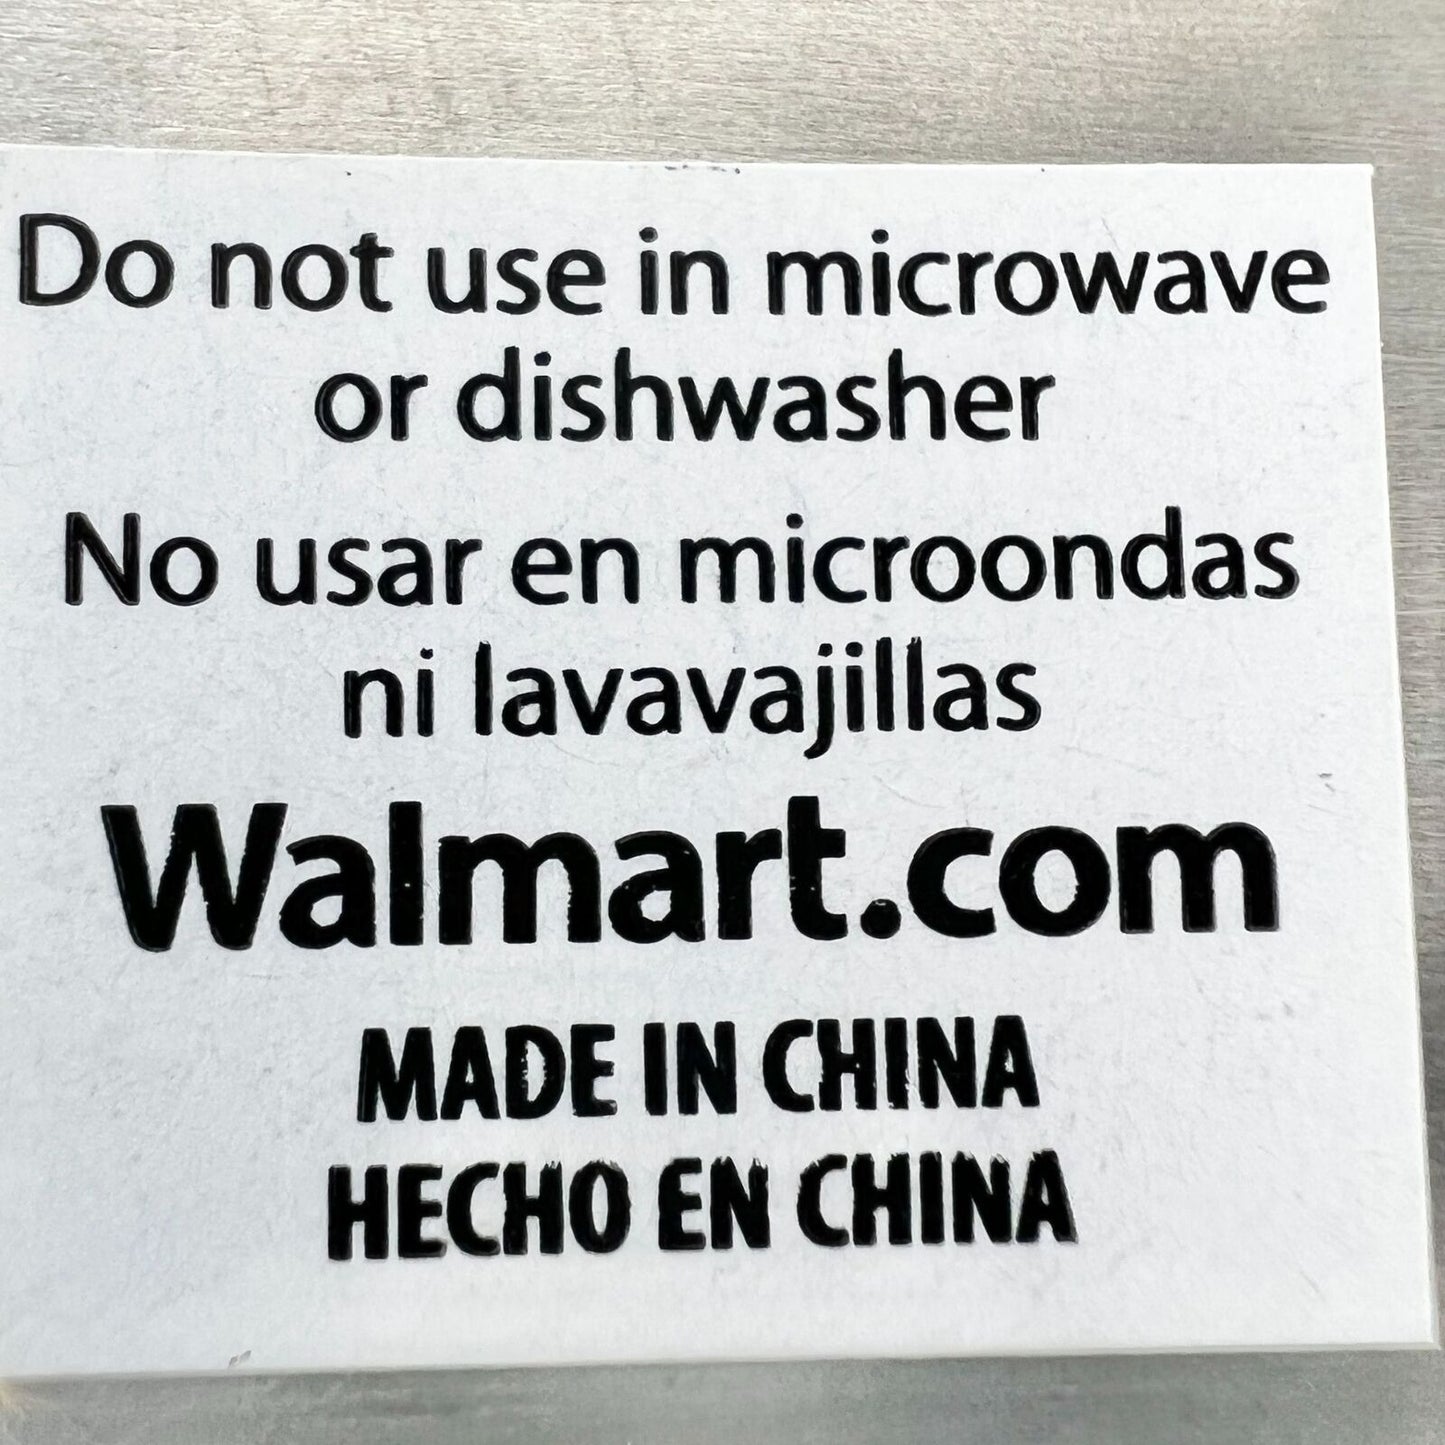 Do not use in microwave
or dishwasher
No usar en microondas
ni lavavajillas
Walmart.com
MADE IN CHINA
HECHO EN CHINA